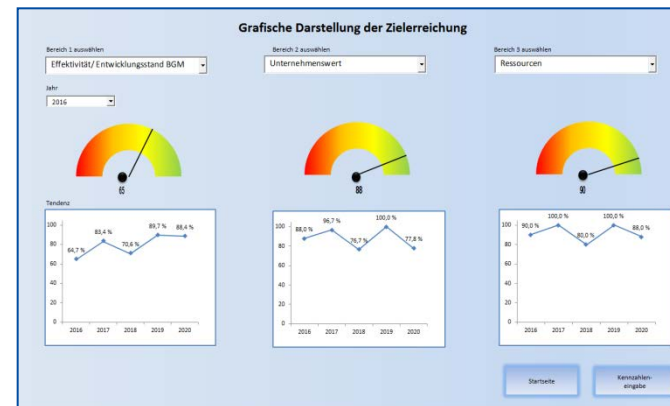 Grafische Darstellung der Zielerreichung
Bereich 1 auswählen
Effektivität/ Entwicklungsstand BGM
Bereich 2 auswählen
Unternehmenswert
Bereich 3 auswählen
Ressourcen
Jahr
2016
65
88
90
Tendenz
100
80
60
40
20
0
64,7 %
83,4 %
70,6 %
89,7 %
88,4 %
2016 2017 2018 2019 2020
100
80
60
40
20
0
88,0 %
96,7 %
76,7 %
100,0 %
77,8 %
2016 2017 2018 2019 2020
100
80
60
40
20
0
90,0 %
100,0 %
80,0 %
100,0 %
88,0 %
2016 2017 2018 2019 2020
Startseite
Kennzahlen-
eingabe